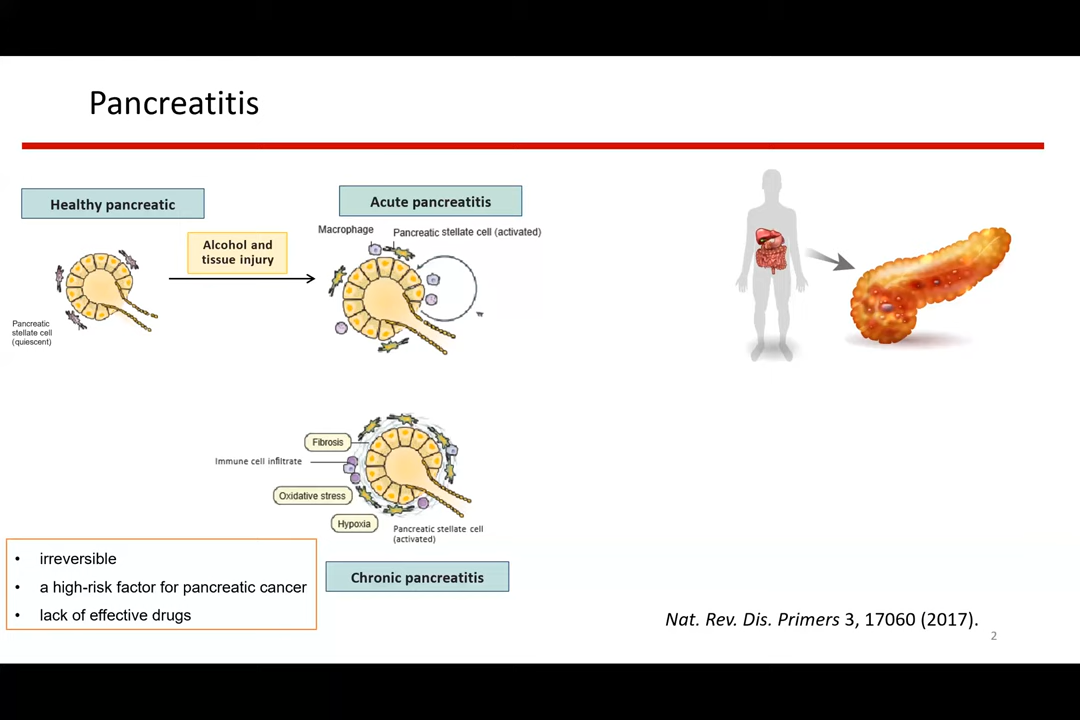 Pancreatitis
Healthy pancreatic
Alcohol and
tissue injury
Acute pancreatitis
Macrophage
Pancreatic stellate cell (activated)
Pancreatic
stellate cell
(quiescent)
Fibrosis
Immune cell infiltrate
Oxidative stress
Hypoxia
Pancreatic stellate cell
(activated)
Chronic pancreatitis
• irreversible
• a high-risk factor for pancreatic cancer
• lack of effective drugs
Nat. Rev. Dis. Primers 3, 17060 (2017).
2